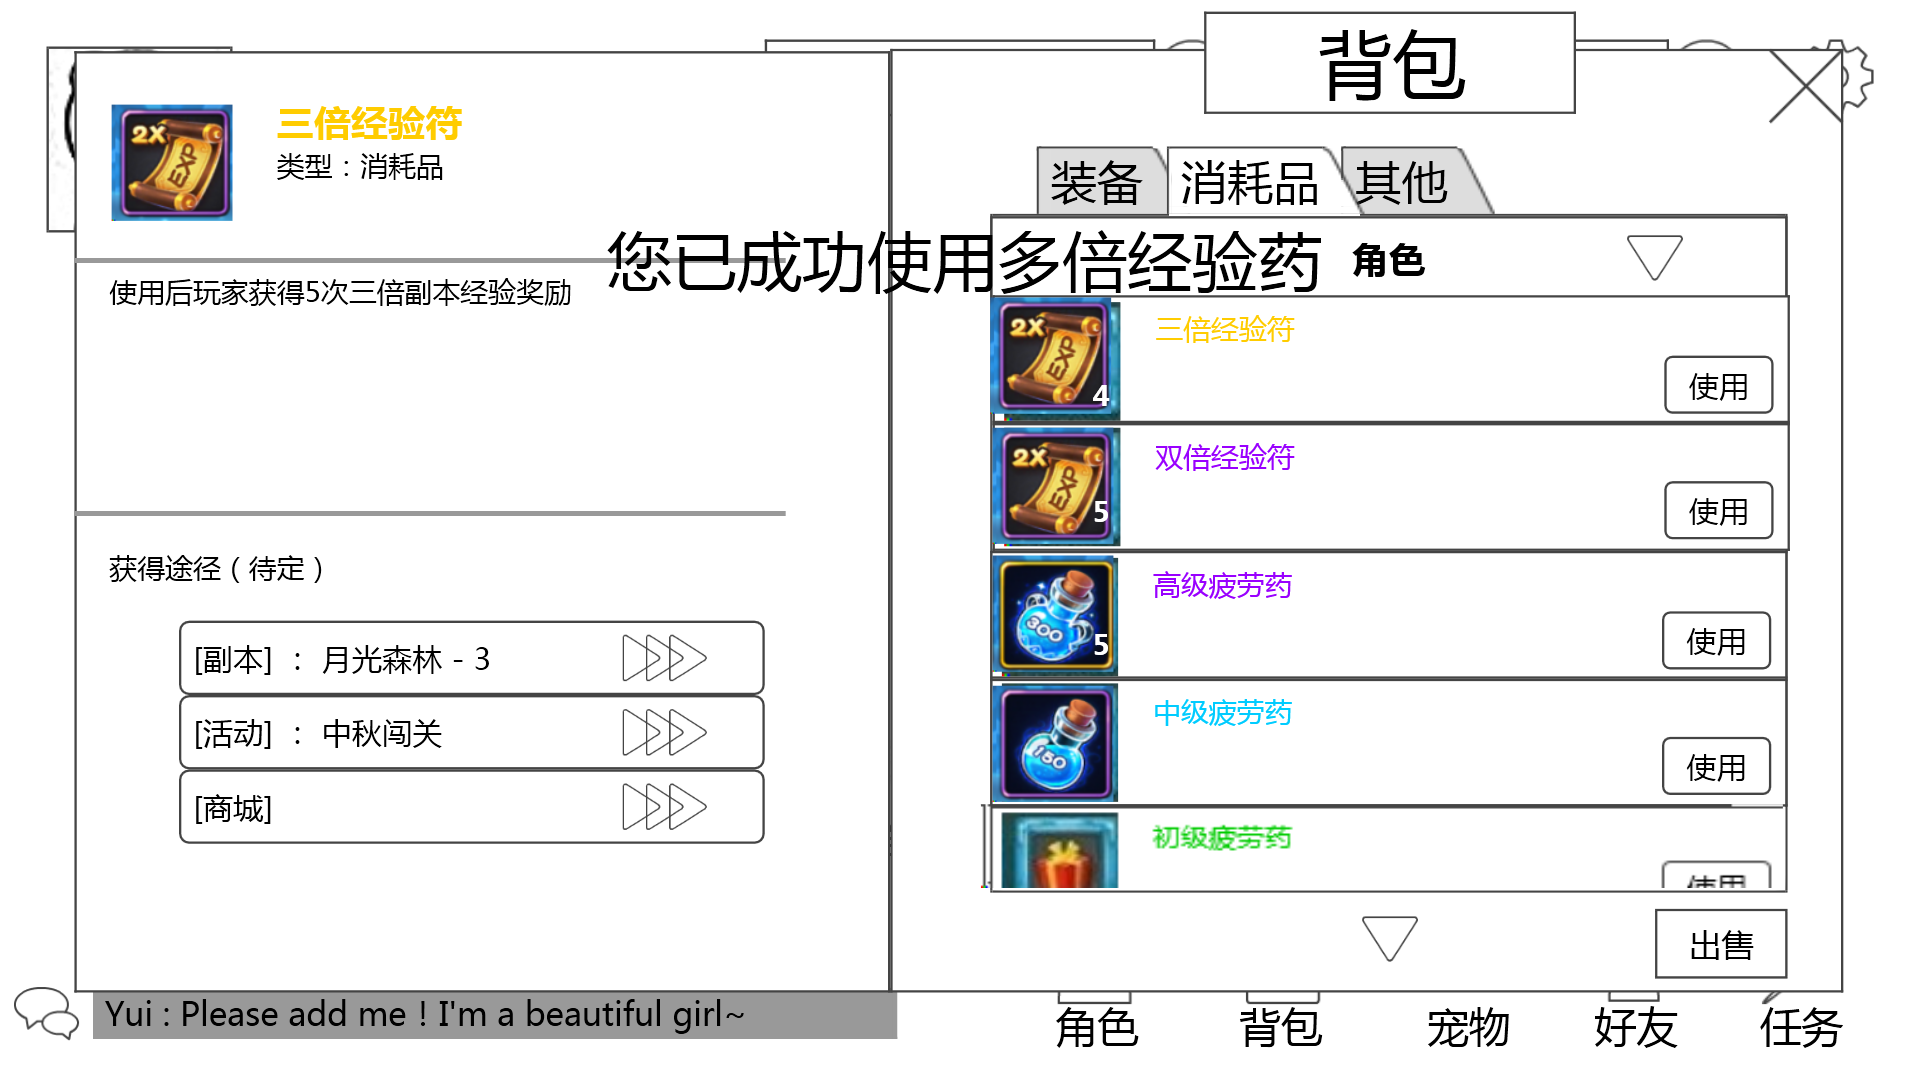 背包
三倍经验符
类型：消耗品
2X
EXP
使用后玩家获得5次三倍副本经验奖励
获得途径（待定）
[副本] ： 月光森林 - 3
[活动] ： 中秋闯关
[商城]
您已成功使用多倍经验药
装备
消耗品
其他
角色
2X
EXP
4
三倍经验符
使用
2X
EXP
5
双倍经验符
使用
300
5
高级疲劳药
使用
150
中级疲劳药
使用
初级疲劳药
使用
出售
Yui : Please add me ! I'm a beautiful girl~
角色
背包
宠物
好友
任务